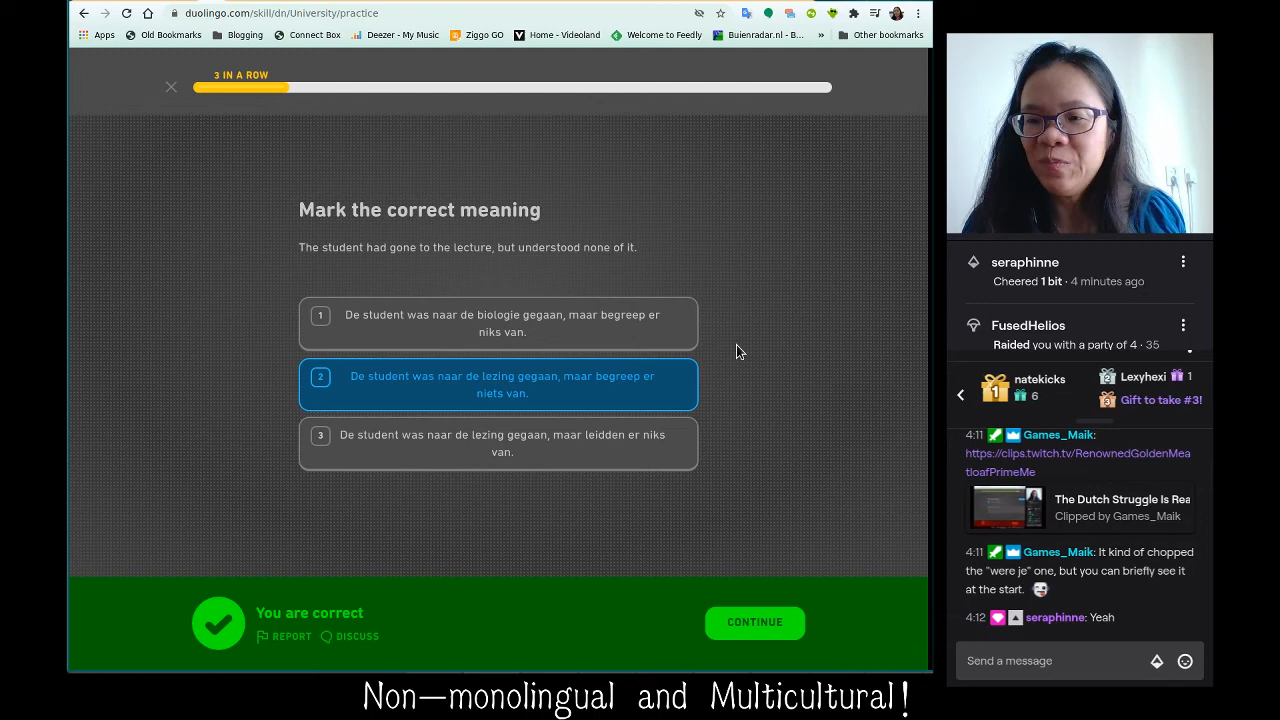 duolingo.com/skill/dn/University/practice
Apps Old Bookmarks Blogging Connect Box Deezer - My Music Ziggo GO Home - Videoland Welcome to Feedly Buienradar.nl - B... » Other bookmarks
3 IN A ROW
Mark the correct meaning
The student had gone to the lecture, but understood none of it.
1 De student was naar de biologie gegaan, maar begreep er
niks van.
2 De student was naar de lezing gegaan, maar begreep er
niets van.
3 De student was naar de lezing gegaan, maar leidden er niks
van.
You are correct
REPORT DISCUSS
CONTINUE
seraphinne
Cheered 1 bit · 4 minutes ago
FusedHelios
Raided you with a party of 4 · 35
1 natekicks
6
2 Lexyhexi 1
3 Gift to take #3!
4:11 Games_Maik:
https://clips.twitch.tv/RenownedGoldenMea
tloafPrimeMe
The Dutch Struggle Is Rea
Clipped by Games_Maik
4:11 Games_Maik: It kind of chopped
the "were je" one, but you can briefly see it
at the start.
4:12 seraphinne: Yeah
Send a message
Non-monolingual and Multicultural!